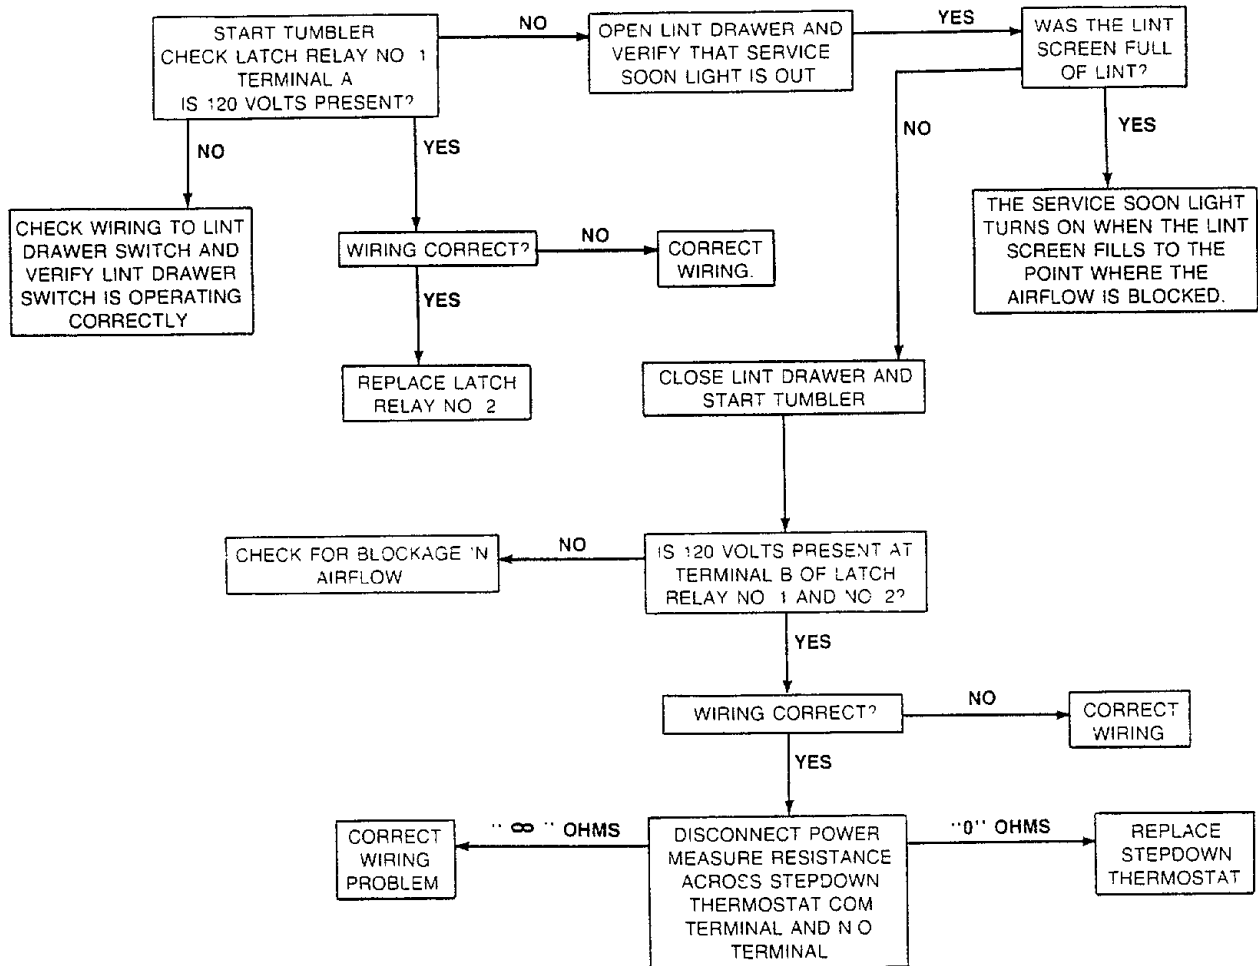 START TUMBLER
CHECK LATCH RELAY NO 1
TERMINAL A
IS 120 VOLTS PRESENT?
NO
OPEN LINT DRAWER AND
VERIFY THAT SERVICE
SOON LIGHT IS OUT
YES
WAS THE LINT
SCREEN FULL
OF LINT?
NO
YES
NO
YES
CHECK WIRING TO LINT
DRAWER SWITCH AND
VERIFY LINT DRAWER
SWITCH IS OPERATING
CORRECTLY
WIRING CORRECT?
NO
CORRECT
WIRING.
THE SERVICE SOON LIGHT
TURNS ON WHEN THE LINT
SCREEN FILLS TO THE
POINT WHERE THE
AIRFLOW IS BLOCKED.
YES
REPLACE LATCH
RELAY NO 2
CLOSE LINT DRAWER AND
START TUMBLER
CHECK FOR BLOCKAGE IN
AIRFLOW
NO
IS 120 VOLTS PRESENT AT
TERMINAL B OF LATCH
RELAY NO 1 AND NO 2?
YES
WIRING CORRECT?
NO
CORRECT
WIRING
YES
CORRECT
WIRING
PROBLEM
"∞" OHMS
DISCONNECT POWER
MEASURE RESISTANCE
ACROSS STEPDOWN
THERMOSTAT COM
TERMINAL AND N O
TERMINAL
"0" OHMS
REPLACE
STEPDOWN
THERMOSTAT